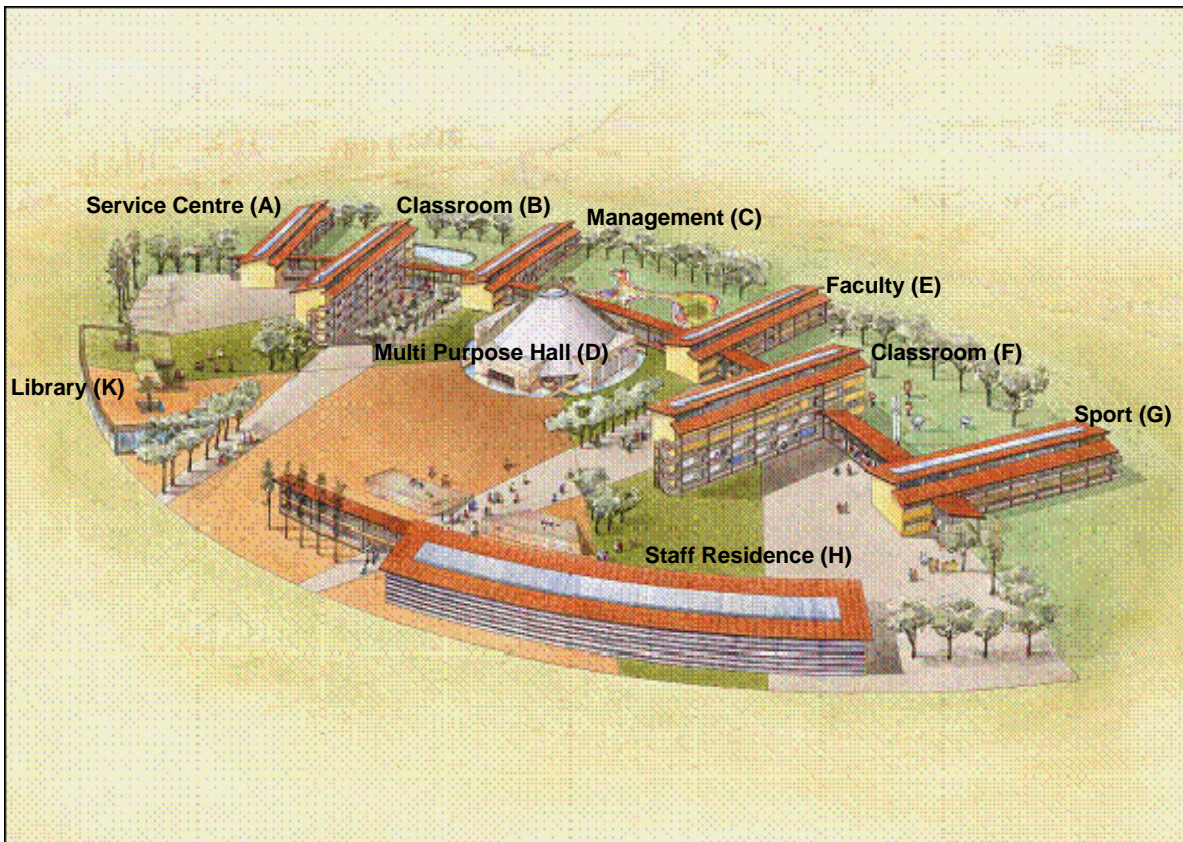 Service Centre (A)
Classroom (B)
Management (C)
Faculty (E)
Multi Purpose Hall (D)
Classroom (F)
Library (K)
Sport (G)
Staff Residence (H)